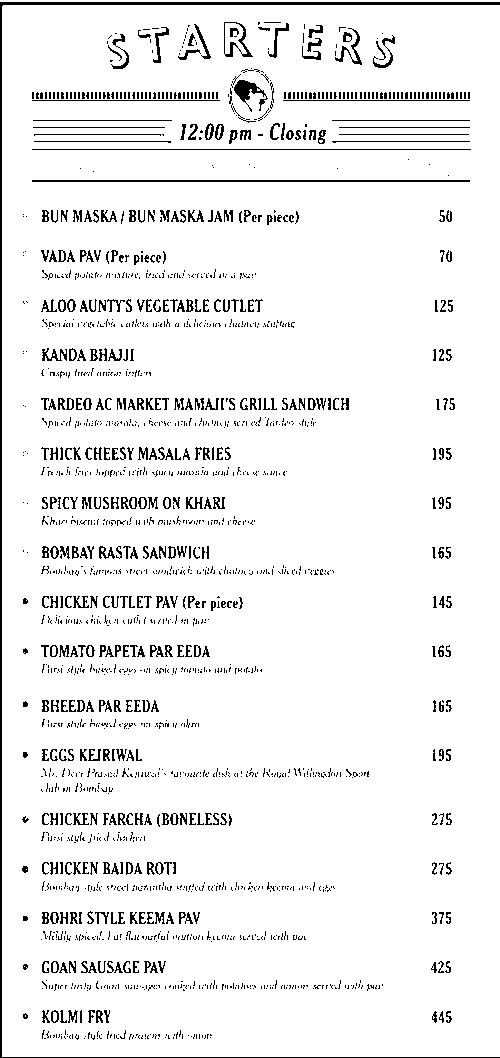 STARTERS
12:00 pm - Closing
BUN MASKA / BUN MASKA JAM (Per piece) 50
VADA PAV (Per piece) 70
Spiced potato mixture, fried and served in a pav
ALOO AUNTY'S VEGETABLE CUTLET 125
Special vegetable cutlets with a delicious chutney stuffing
KANDA BHAJJI 125
Crispy fried onion fritters
TARDEO AC MARKET MAMAJI'S GRILL SANDWICH 175
Spiced potato masala, cheese and chutney served Tardeo style
THICK CHEESY MASALA FRIES 195
French fries topped with spicy masala and cheese sauce
SPICY MUSHROOM ON KHARI 195
Khari biscuit topped with mushroom and cheese
BOMBAY RASTA SANDWICH 165
Bombay's famous street sandwich with chutney and sliced veggies
CHICKEN CUTLET PAV (Per piece) 145
Delicious chicken cutlet served in pav
TOMATO PAPETA PAR EEDA 165
Parsi style baked eggs on spicy tomato and potato
BHEEDA PAR EEDA 165
Parsi style baked eggs on spicy okra
EGGS KEJRIWAL 195
Mr. Devi Prasad Kejriwal's favourite dish at the Royal Willingdon Sport
club in Bombay
CHICKEN FARCHA (BONELESS) 275
Parsi style fried chicken
CHICKEN BAIDA ROTI 275
Bombay style street parantha stuffed with chicken keema and eggs
BOHRI STYLE KEEMA PAV 375
Mildly spiced, but flavourful mutton keema served with pav
GOAN SAUSAGE PAV 425
Super tasty Goan sausages cooked with potatoes and onions served with pav
KOLMI FRY 445
Bombay style fried prawns with onion